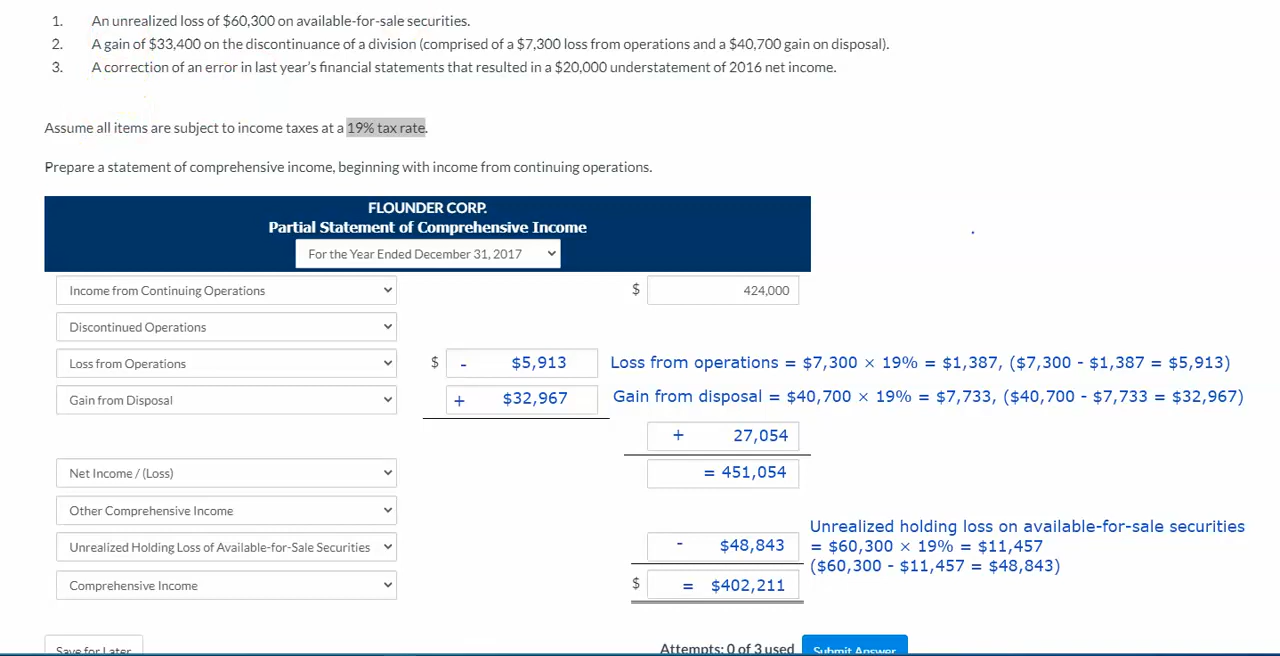 1. An unrealized loss of $60,300 on available-for-sale securities.
2. A gain of $33,400 on the discontinuance of a division (comprised of a $7,300 loss from operations and a $40,700 gain on disposal).
3. A correction of an error in last year's financial statements that resulted in a $20,000 understatement of 2016 net income.
Assume all items are subject to income taxes at a 19% tax rate.
Prepare a statement of comprehensive income, beginning with income from continuing operations.
FLOUNDER CORP.
Partial Statement of Comprehensive Income
For the Year Ended December 31, 2017
Income from Continuing Operations $ 424,000
Discontinued Operations
Loss from Operations $ - $5,913 Loss from operations = $7,300 × 19% = $1,387, ($7,300 - $1,387 = $5,913)
Gain from Disposal + $32,967 Gain from disposal = $40,700 × 19% = $7,733, ($40,700 - $7,733 = $32,967)
+ 27,054
Net Income / (Loss) = 451,054
Other Comprehensive Income
Unrealized Holding Loss of Available-for-Sale Securities - $48,843
Unrealized holding loss on available-for-sale securities
= $60,300 × 19% = $11,457
($60,300 - $11,457 = $48,843)
Comprehensive Income $ = $402,211
Save for Later Attempts: 0 of 3 used Submit Answer